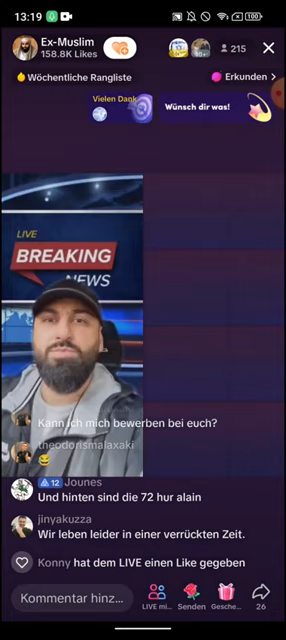 13:19
100+
Ex-Muslim
158.8K Likes
215
Wöchentliche Rangliste
Erkunden
Vielen Dank
Wünsch dir was!
LIVE
BREAKING
NEWS
Kann ich mich bewerben bei euch?
theodorismalaxaki
😂
12 Jounes
Und hinten sind die 72 hur alain
jinyakuzza
Wir leben leider in einer verrückten Zeit.
Konny hat dem LIVE einen Like gegeben
Kommentar hinz...
LIVE mi...
Senden
Gesche...
26